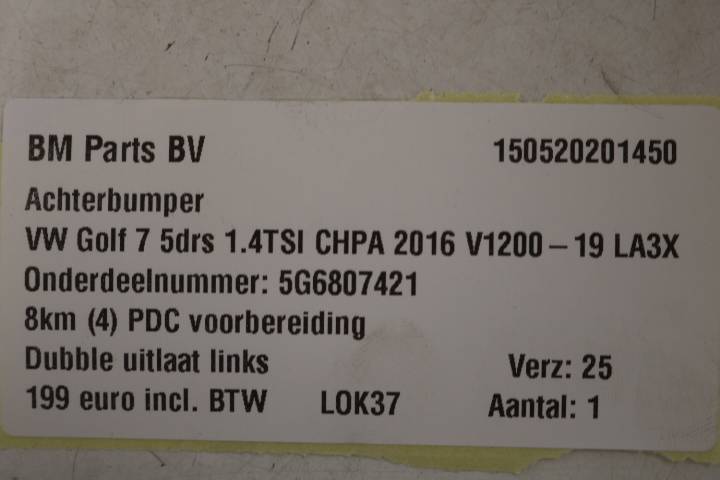 BM Parts BV 150520201450
Achterbumper
VW Golf 7 5drs 1.4TSI CHPA 2016 V1200 – 19 LA3X
Onderdeelnummer: 5G6807421
8km (4) PDC voorbereiding
Dubble uitlaat links Verz: 25
199 euro incl. BTW LOK37 Aantal: 1